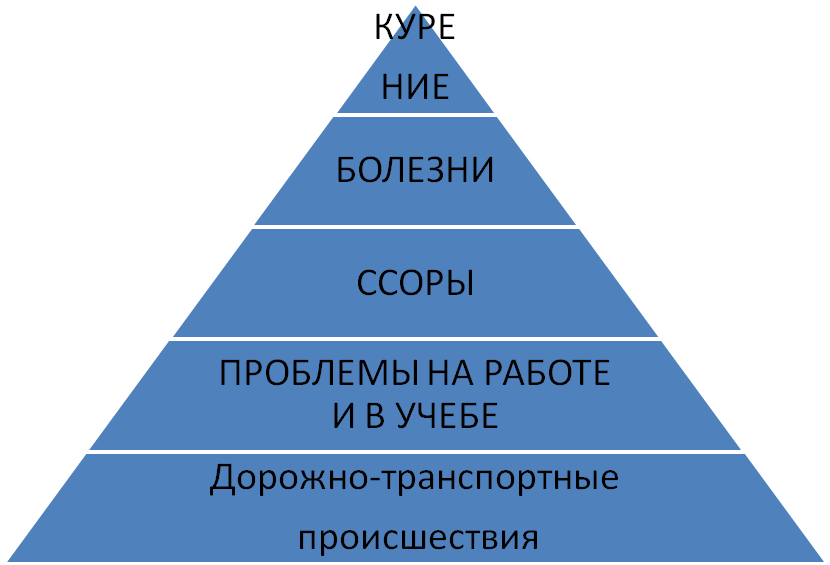 КУРЕ
НИЕ
БОЛЕЗНИ
ССОРЫ
ПРОБЛЕМЫ НА РАБОТЕ
И В УЧЕБЕ
Дорожно-транспортные
происшествия